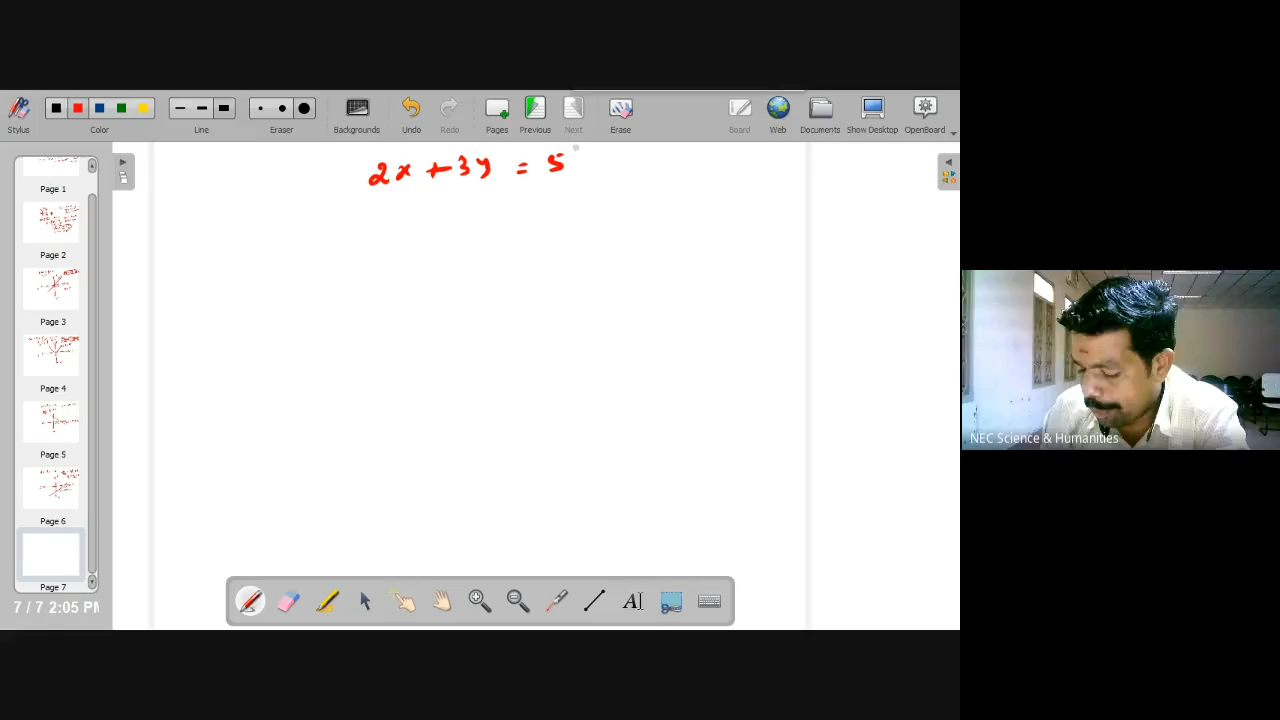 Stylus
Color
Line
Eraser
Backgrounds
Undo
Redo
Pages
Previous
Next
Erase
Board
Web
Documents
Show Desktop
OpenBoard
2x + 3y = 5
Page 1
Page 2
Page 3
Page 4
Page 5
Page 6
Page 7
7 / 7 2:05 PM
NEC Science & Humanities